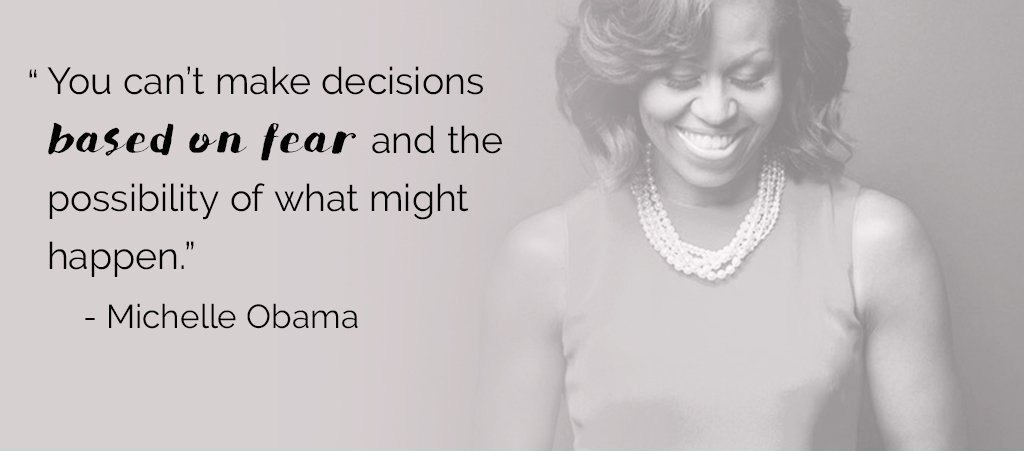 “ You can’t make decisions
based on fear and the
possibility of what might
happen.”
- Michelle Obama